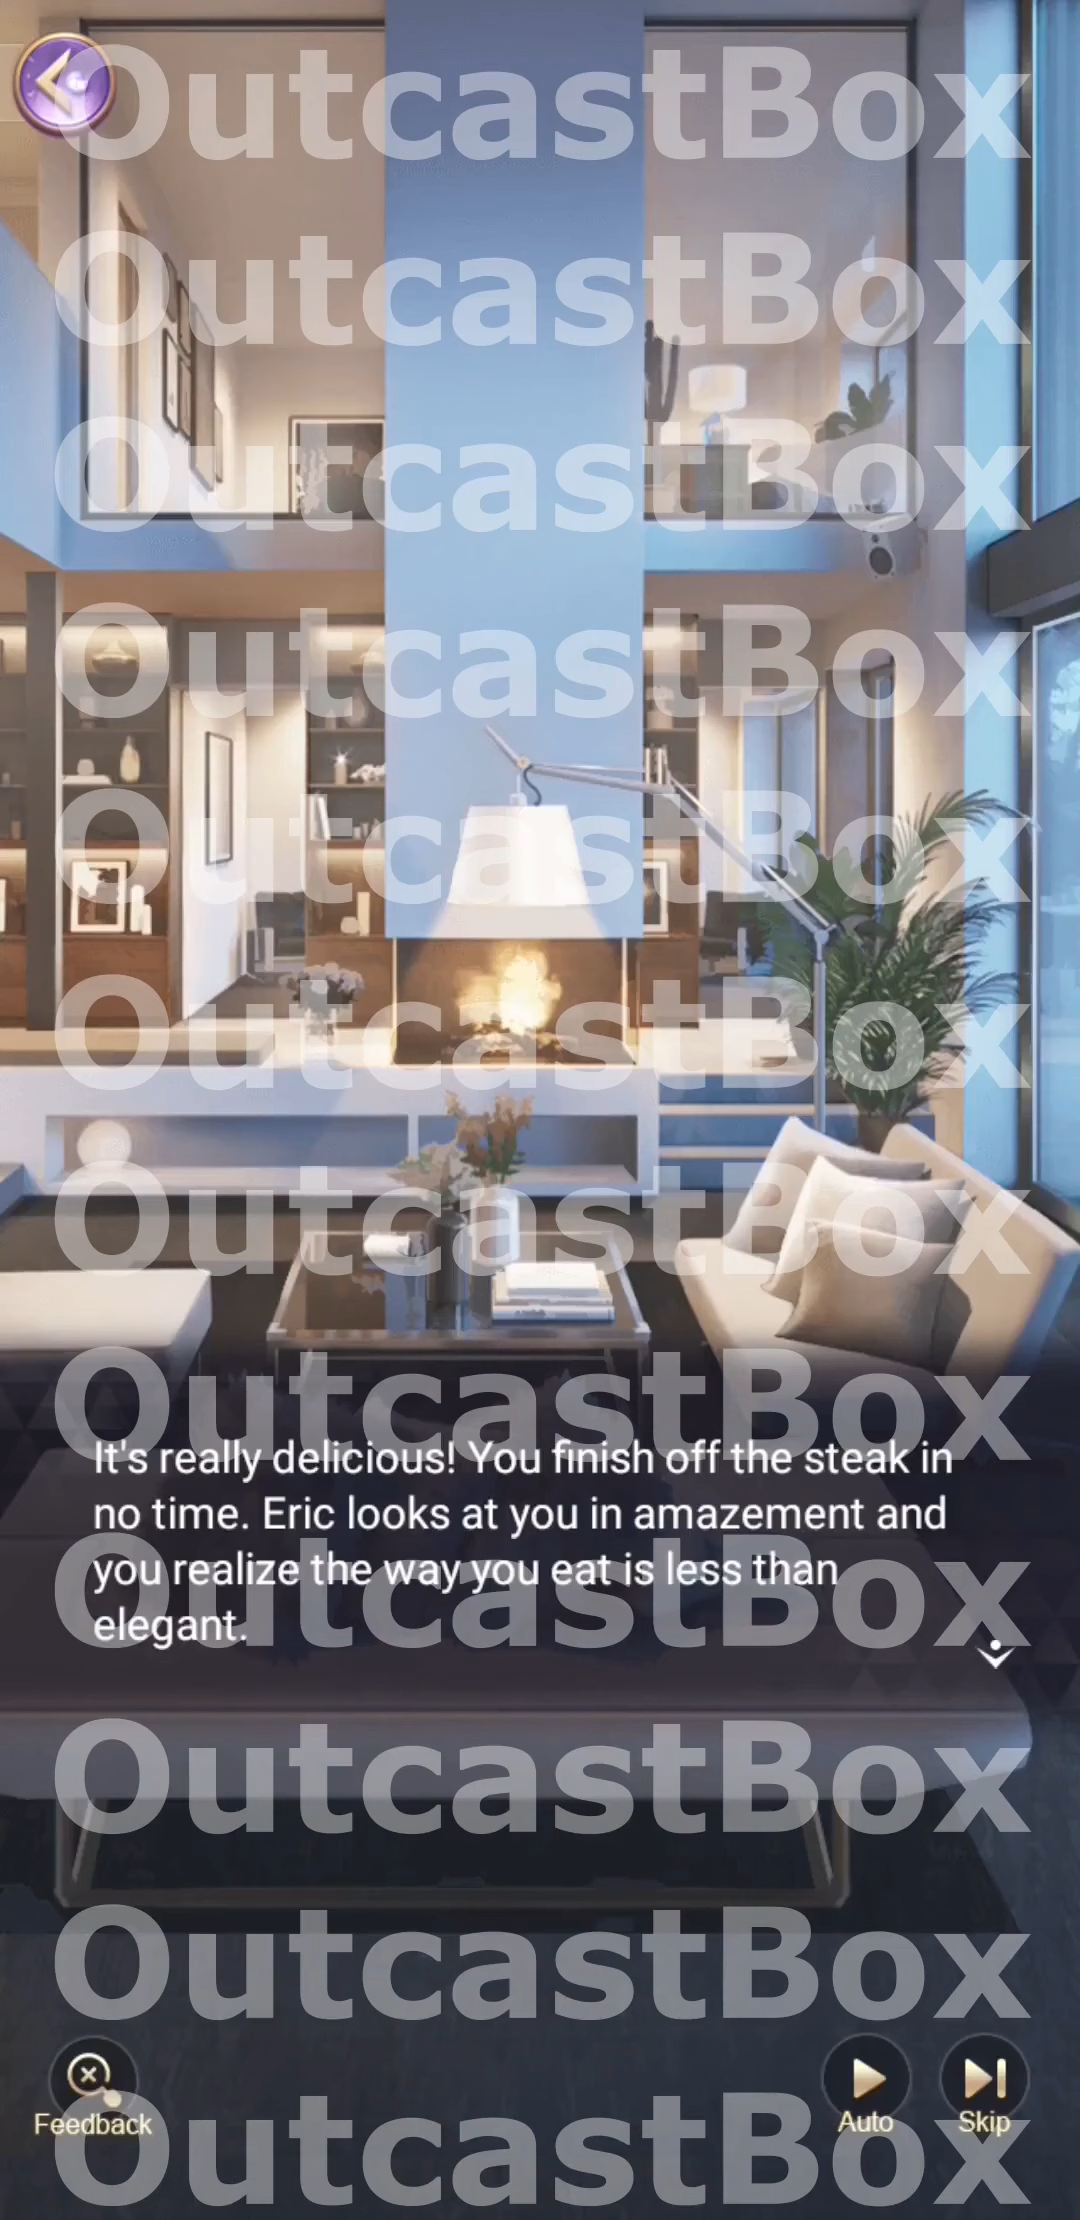 OutcastBox
OutcastBox
OutcastBox
OutcastBox
OutcastBox
OutcastBox
OutcastBox
OutcastBox
It's really delicious! You finish off the steak in
no time. Eric looks at you in amazement and
you realize the way you eat is less than
OutcastBox
elegant.
OutcastBox
OutcastBox
Feedback
Auto
Skip
OutcastBox